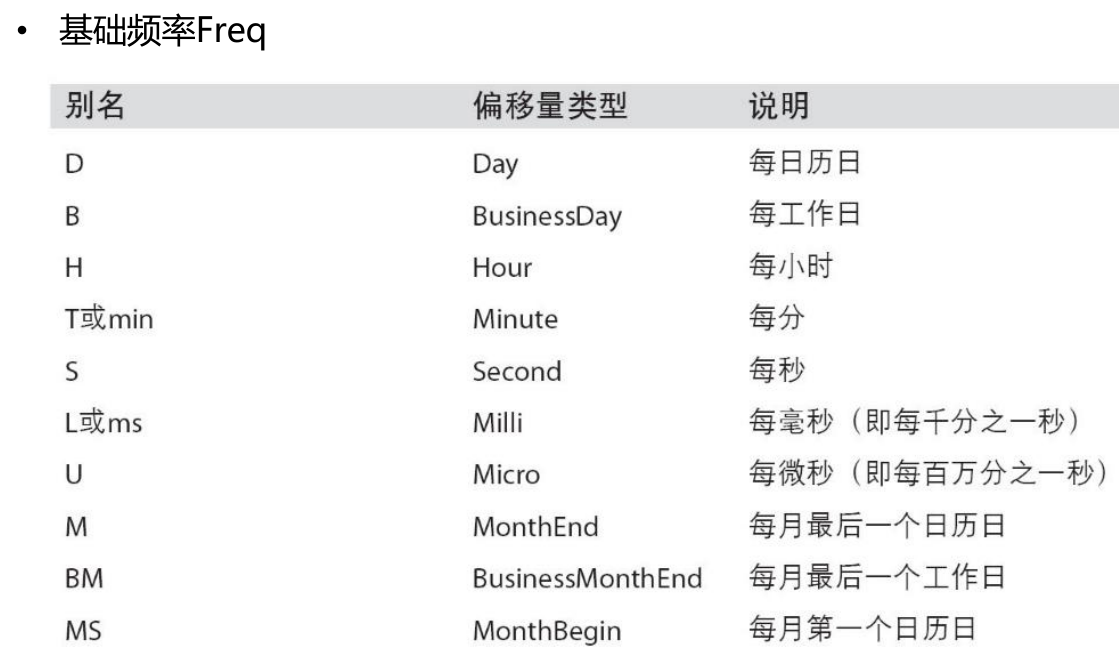 • 基础频率Freq
别名 偏移量类型 说明
D Day 每日历日
B BusinessDay 每工作日
H Hour 每小时
T或min Minute 每分
S Second 每秒
L或ms Milli 每毫秒（即每千分之一秒）
U Micro 每微秒（即每百万分之一秒）
M MonthEnd 每月最后一个日历日
BM BusinessMonthEnd 每月最后一个工作日
MS MonthBegin 每月第一个日历日